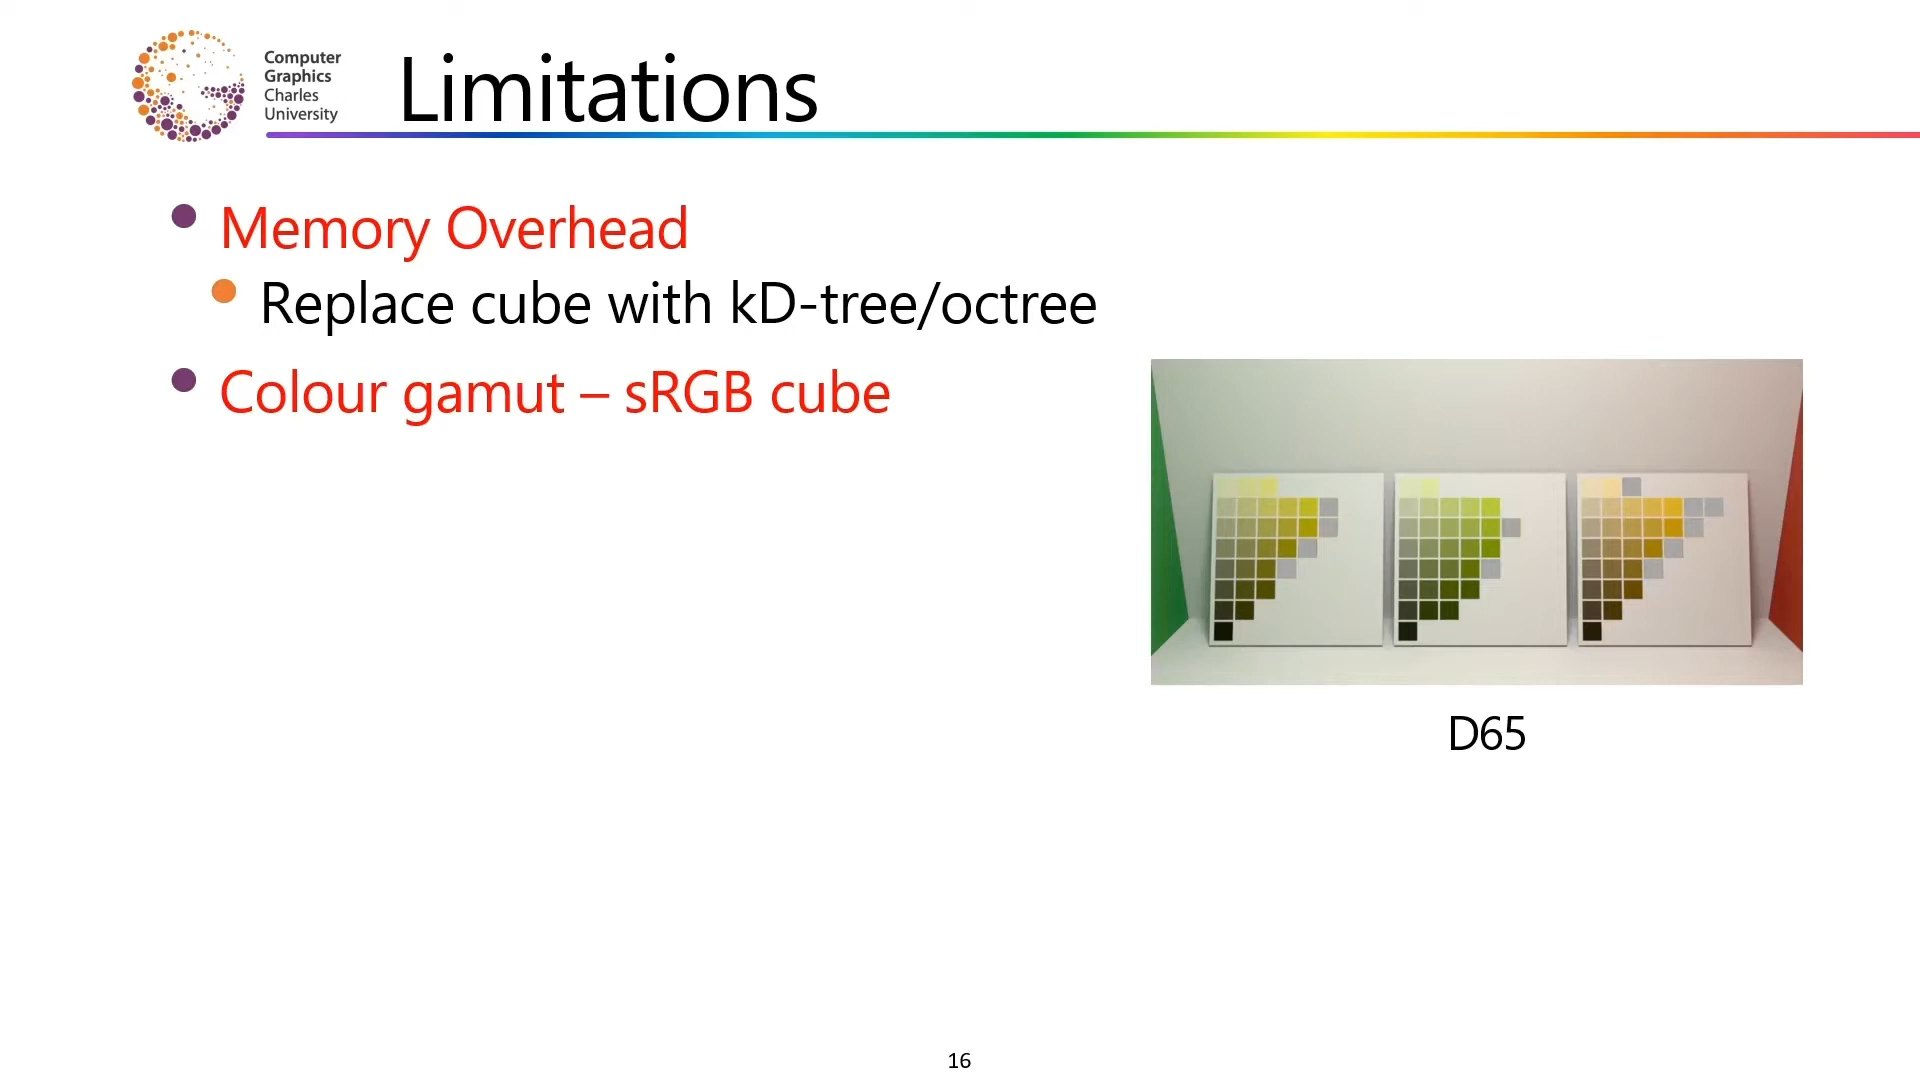 Computer
Graphics
Charles
University
Limitations
Memory Overhead
Replace cube with kD-tree/octree
Colour gamut – sRGB cube
D65
16